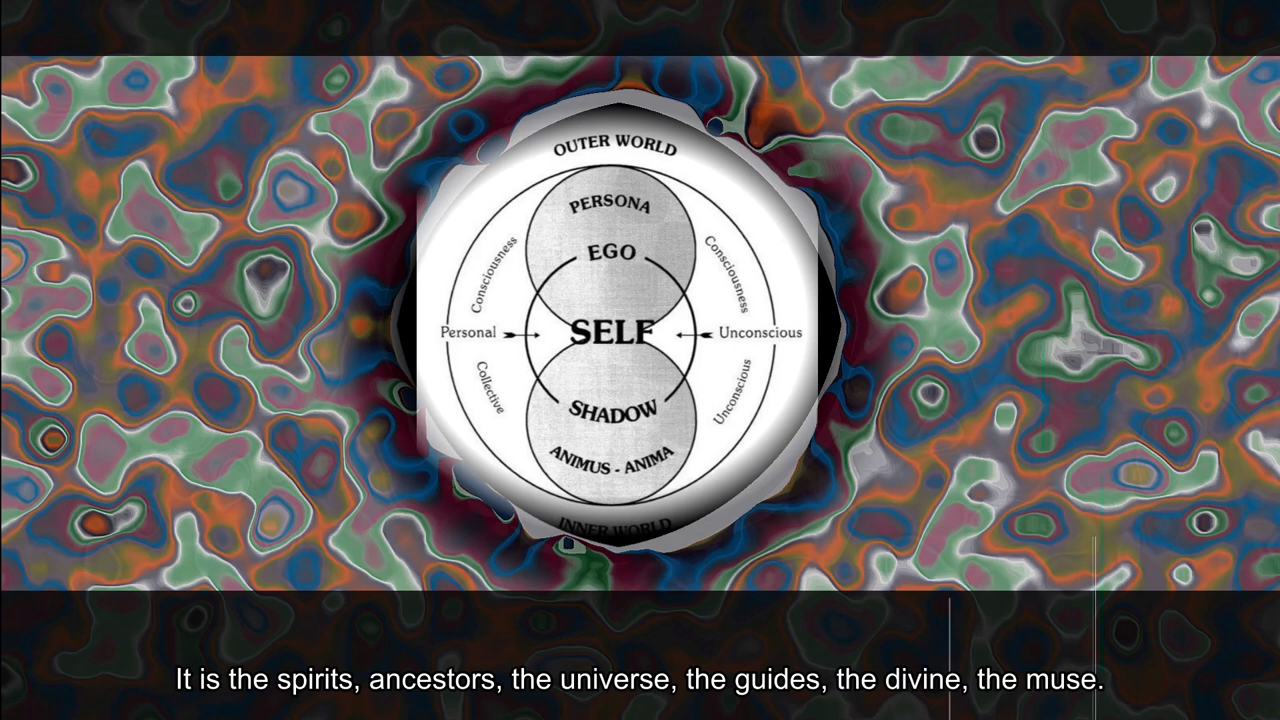 OUTER WORLD
PERSONA
EGO
Consciousness
Consciousness
Personal
SELF
Unconscious
Collective
Unconscious
SHADOW
ANIMUS - ANIMA
INNER WORLD
It is the spirits, ancestors, the universe, the guides, the divine, the muse.